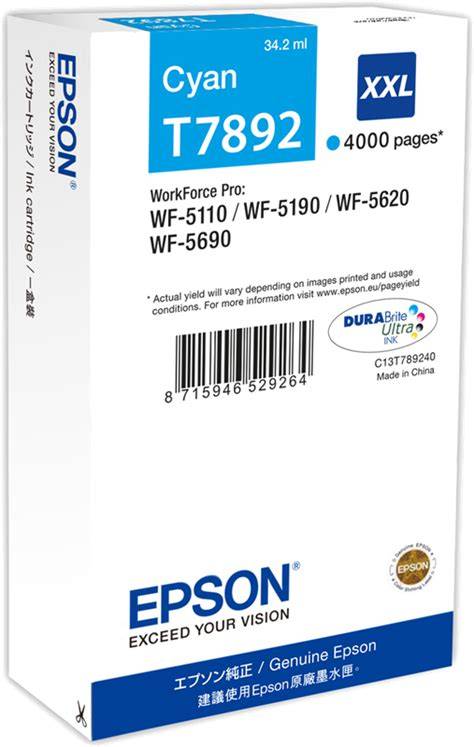 EPSON
EXCEED YOUR VISION
インクカートリッジ / Ink cartridge / 一盒裝
34.2 ml
Cyan
T7892
XXL
4000 pages*
WorkForce Pro:
WF-5110 / WF-5190 / WF-5620
WF-5690
* Actual yield will vary depending on images printed and usage
conditions. For more information visit www.epson.eu/pageyield
DURABrite
Ultra
INK
C13T789240
Made in China
8 715946 529264
Genuine Epson
EPSON
EPSON
EXCEED YOUR VISION
エプソン純正 / Genuine Epson
建議使用Epson原廠墨水匣。